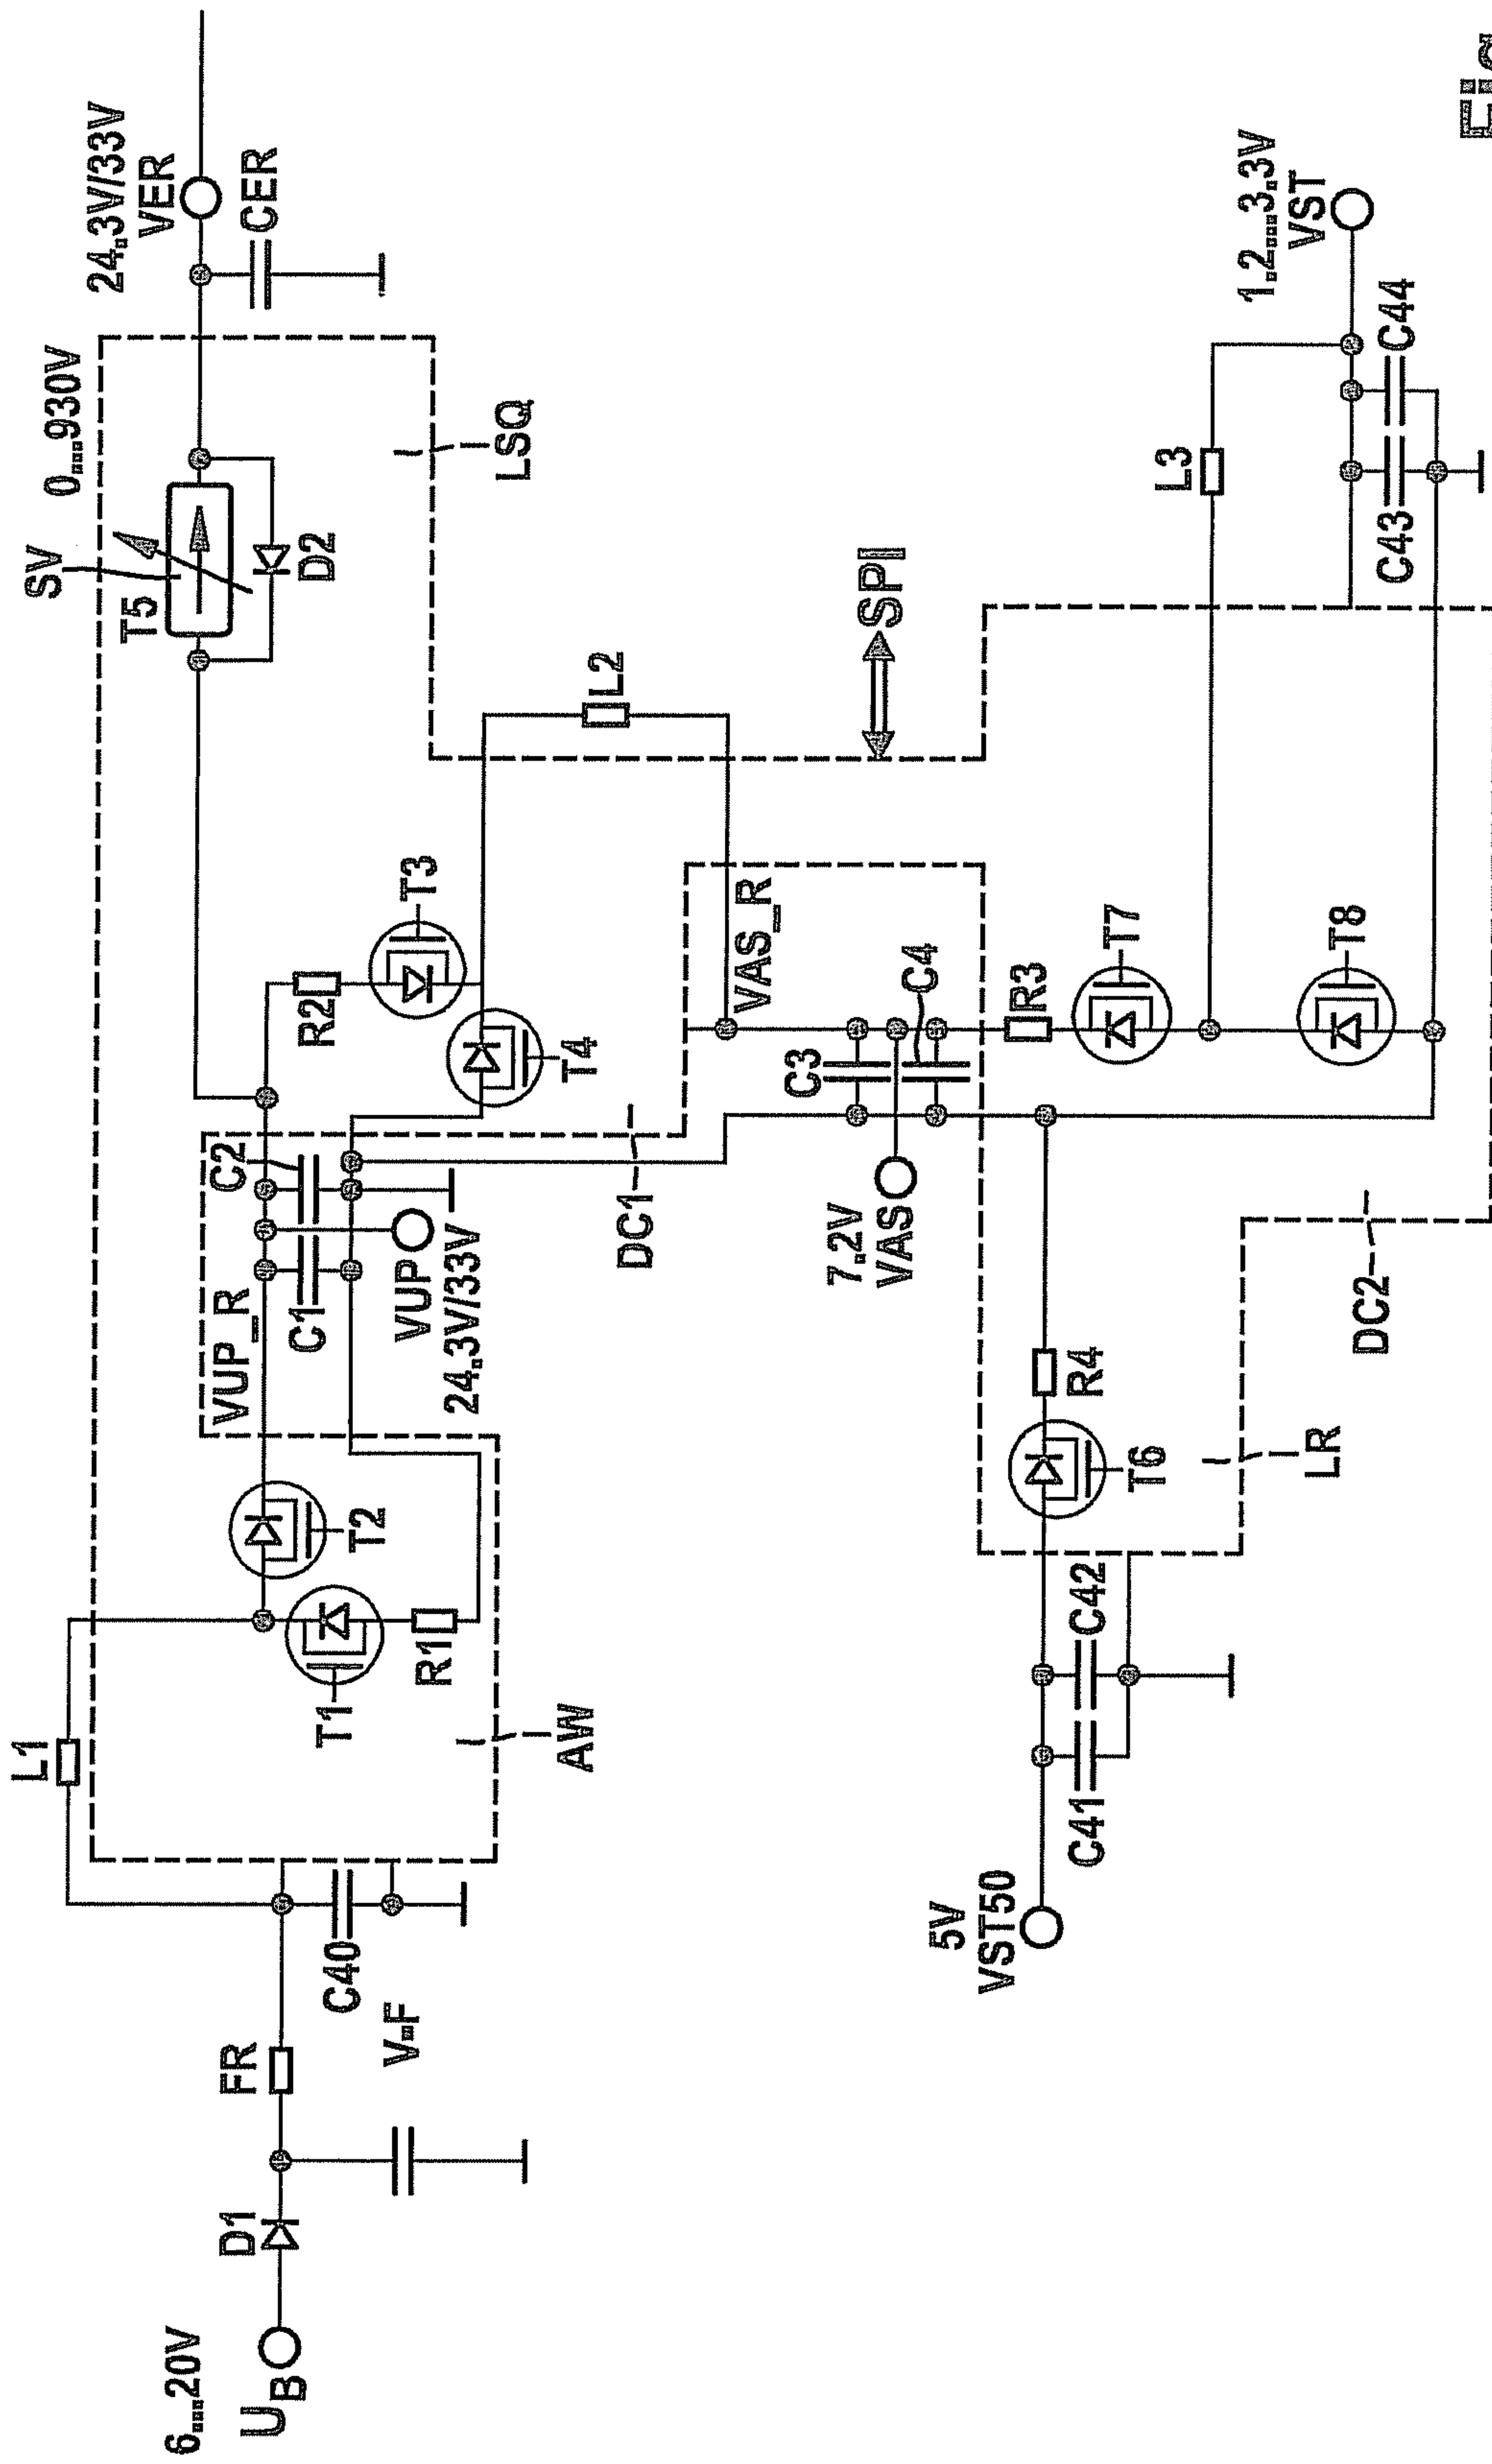 6...20V
U
B
D1
FR
V-F
C40
L1
T1
R1
AW
T2
VUP_R
C1
C2
VUP
24.3V/33V
R2
T3
T4
DC1
SV
T5
0...930V
D2
LSQ
24.3V/33V
VER
CER
L2
SPI
VAS_R
C3
C4
7.2V
VAS
5V
VST50
C41
C42
T6
R4
LR
DC2
R3
T7
T8
L3
C43
C44
1.2...3.3V
VST